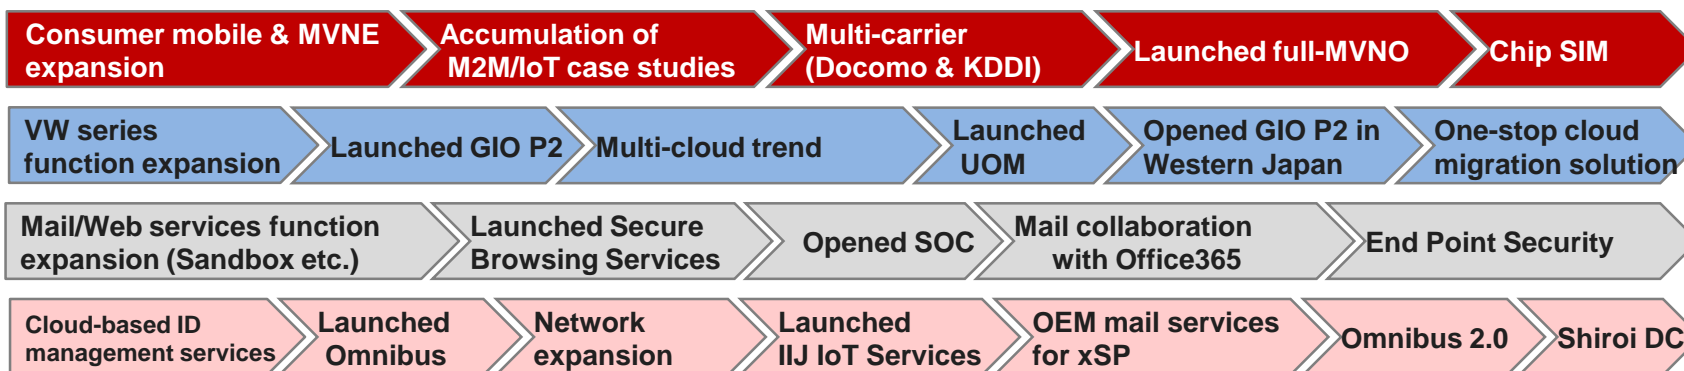 Consumer mobile & MVNE
expansion
Accumulation of
M2M/IoT case studies
Multi-carrier
(Docomo & KDDI)
Launched full-MVNO
Chip SIM
VW series
function expansion
Launched GIO P2
Multi-cloud trend
Launched
UOM
Opened GIO P2 in
Western Japan
One-stop cloud
migration solution
Mail/Web services function
expansion (Sandbox etc.)
Launched Secure
Browsing Services
Opened SOC
Mail collaboration
with Office365
End Point Security
Cloud-based ID
management services
Launched
Omnibus
Network
expansion
Launched
IIJ IoT Services
OEM mail services
for xSP
Omnibus 2.0
Shiroi DC